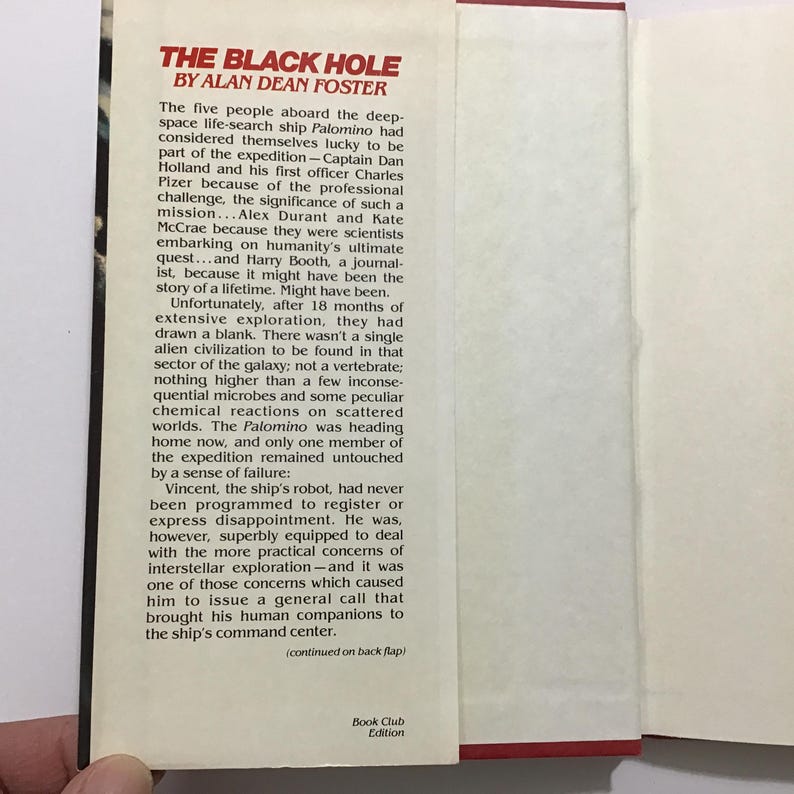 THE BLACK HOLE
BY ALAN DEAN FOSTER
The five people aboard the deep-
space life-search ship Palomino had
considered themselves lucky to be
part of the expedition—Captain Dan
Holland and his first officer Charles
Pizer because of the professional
challenge, the significance of such a
mission...Alex Durant and Kate
McCrae because they were scientists
embarking on humanity's ultimate
quest...and Harry Booth, a journal-
ist, because it might have been the
story of a lifetime. Might have been.
Unfortunately, after 18 months of
extensive exploration, they had
drawn a blank. There wasn't a single
alien civilization to be found in that
sector of the galaxy; not a vertebrate;
nothing higher than a few inconse-
quential microbes and some peculiar
chemical reactions on scattered
worlds. The Palomino was heading
home now, and only one member of
the expedition remained untouched
by a sense of failure:
Vincent, the ship's robot, had never
been programmed to register or
express disappointment. He was,
however, superbly equipped to deal
with the more practical concerns of
interstellar exploration—and it was
one of those concerns which caused
him to issue a general call that
brought his human companions to
the ship's command center.
(continued on back flap)
Book Club
Edition